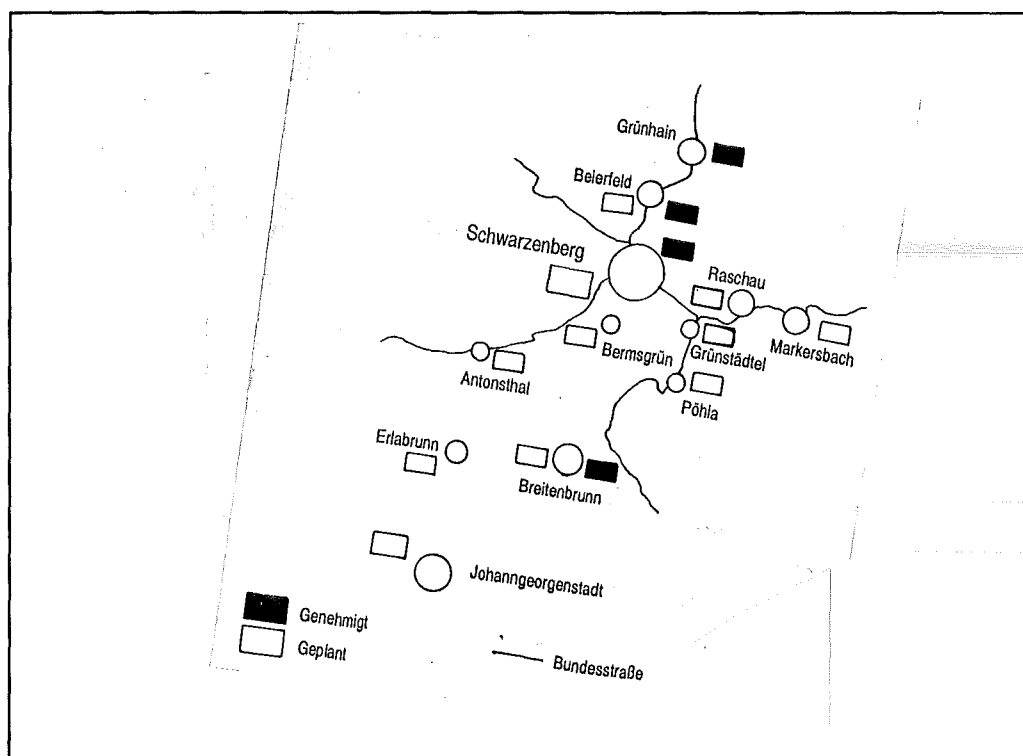 Grünhain
Beierfeld
Schwarzenberg
Raschau
Bermsgrün
Grünstädtel
Markersbach
Antonsthal
Pöhla
Erlabrunn
Breitenbrunn
Johanngeorgenstadt
Genehmigt
Geplant
Bundesstraße